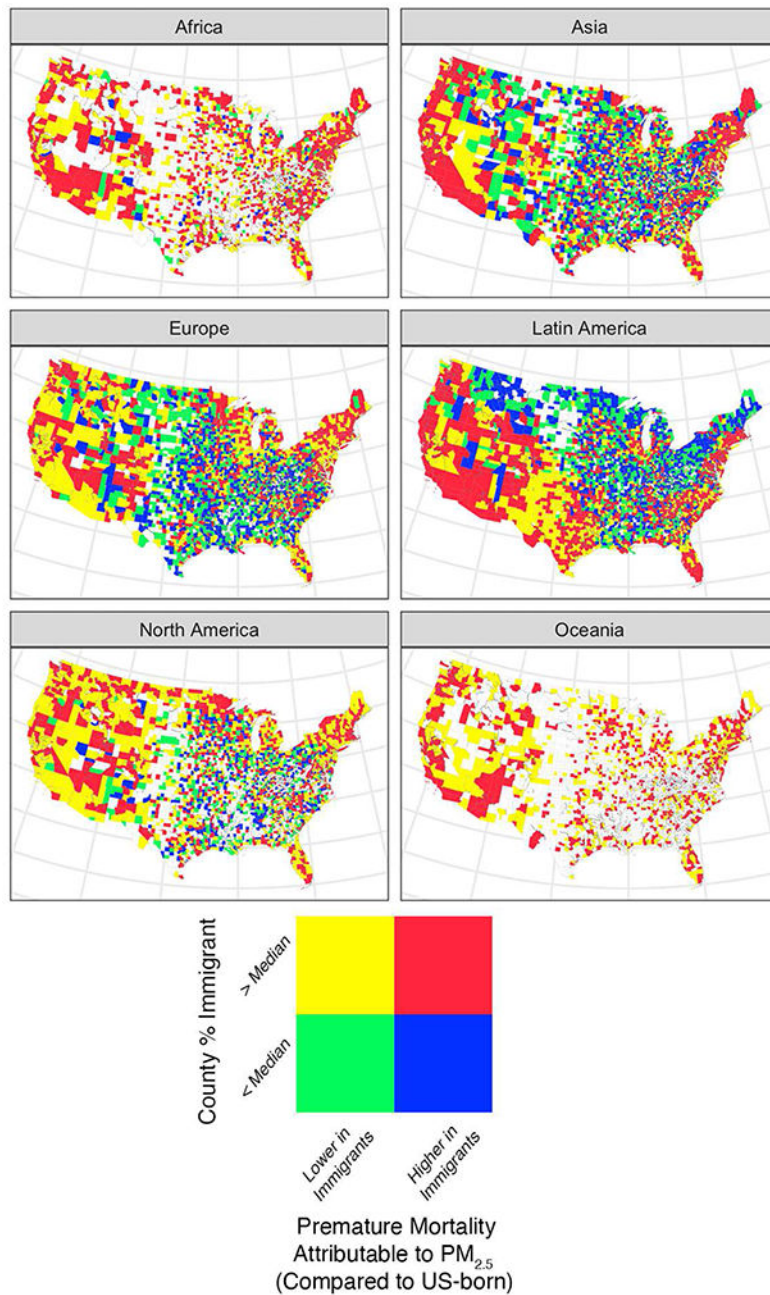 Africa
Asia
Europe
Latin America
North America
Oceania
County % Immigrant
> Median
< Median
Lower in
Immigrants
Higher in
Immigrants
Premature Mortality
Attributable to PM2.5
(Compared to US-born)